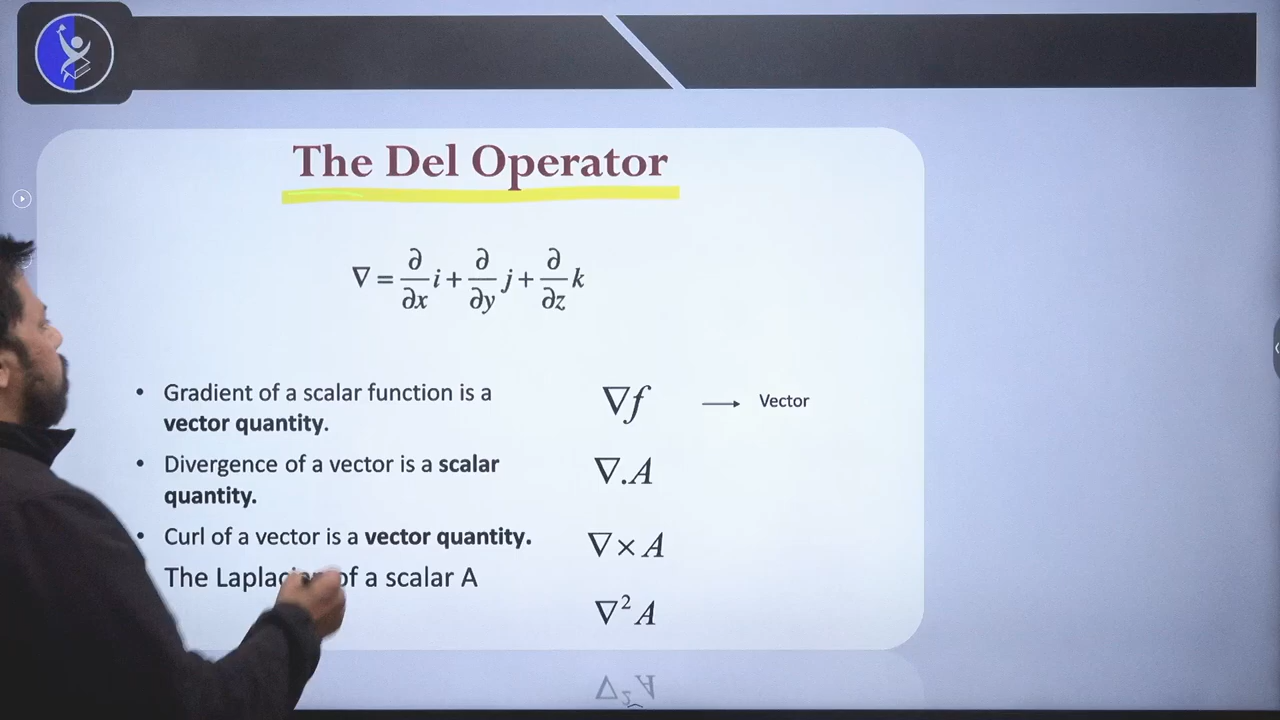 The Del Operator
∇ = ∂/∂x i + ∂/∂y j + ∂/∂z k
• Gradient of a scalar function is a
vector quantity.
∇f → Vector
• Divergence of a vector is a scalar
quantity.
∇.A
• Curl of a vector is a vector quantity.
∇×A
The of a scalar A
∇²A